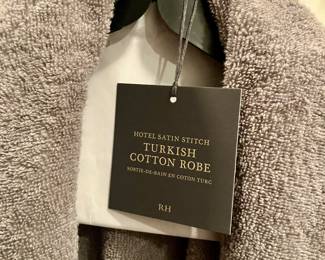 HOTEL SATIN STITCH
TURKISH
COTTON ROBE
SORTIE-DE-BAIN EN COTON TURC
RH